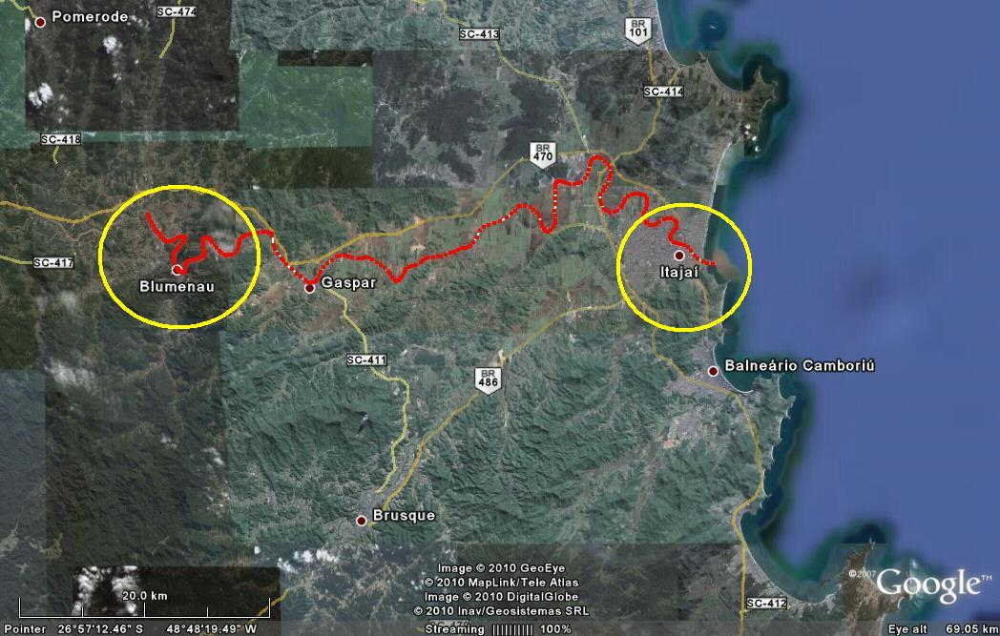 Pomerode
SC-474
SC-413
BR
101
SC-414
SC-418
BR
470
SC-417
Blumenau
Gaspar
Itajaí
SC-411
BR
486
Balneário Camboriú
Brusque
Image © 2010 GeoEye
© 2010 MapLink/Tele Atlas
Image © 2010 DigitalGlobe
© 2010 Inav/Geosistemas SRL
©2007 Google™
20.0 km
SC-412
Pointer 26°57'12.46" S 48°48'19.49" W
Streaming |||||||||| 100%
Eye alt 69.05 km